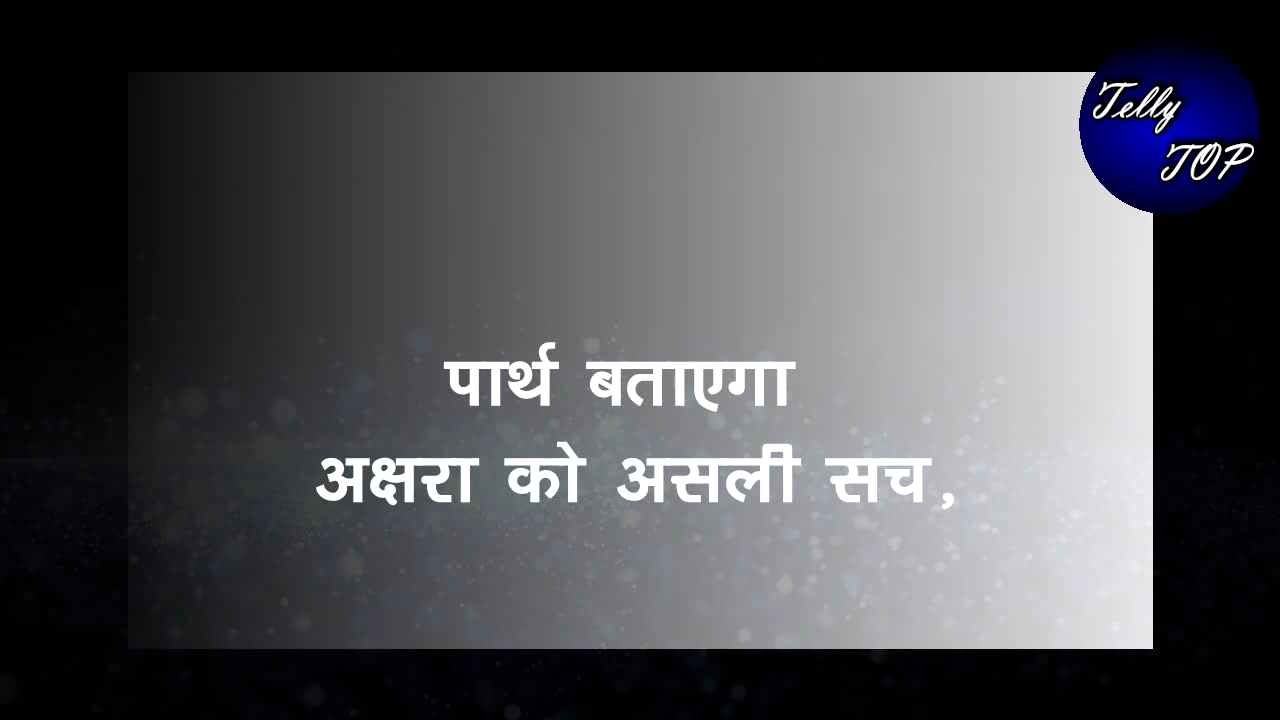 Telly
TOP
पार्थ बताएगा
अक्षरा को असली सच,